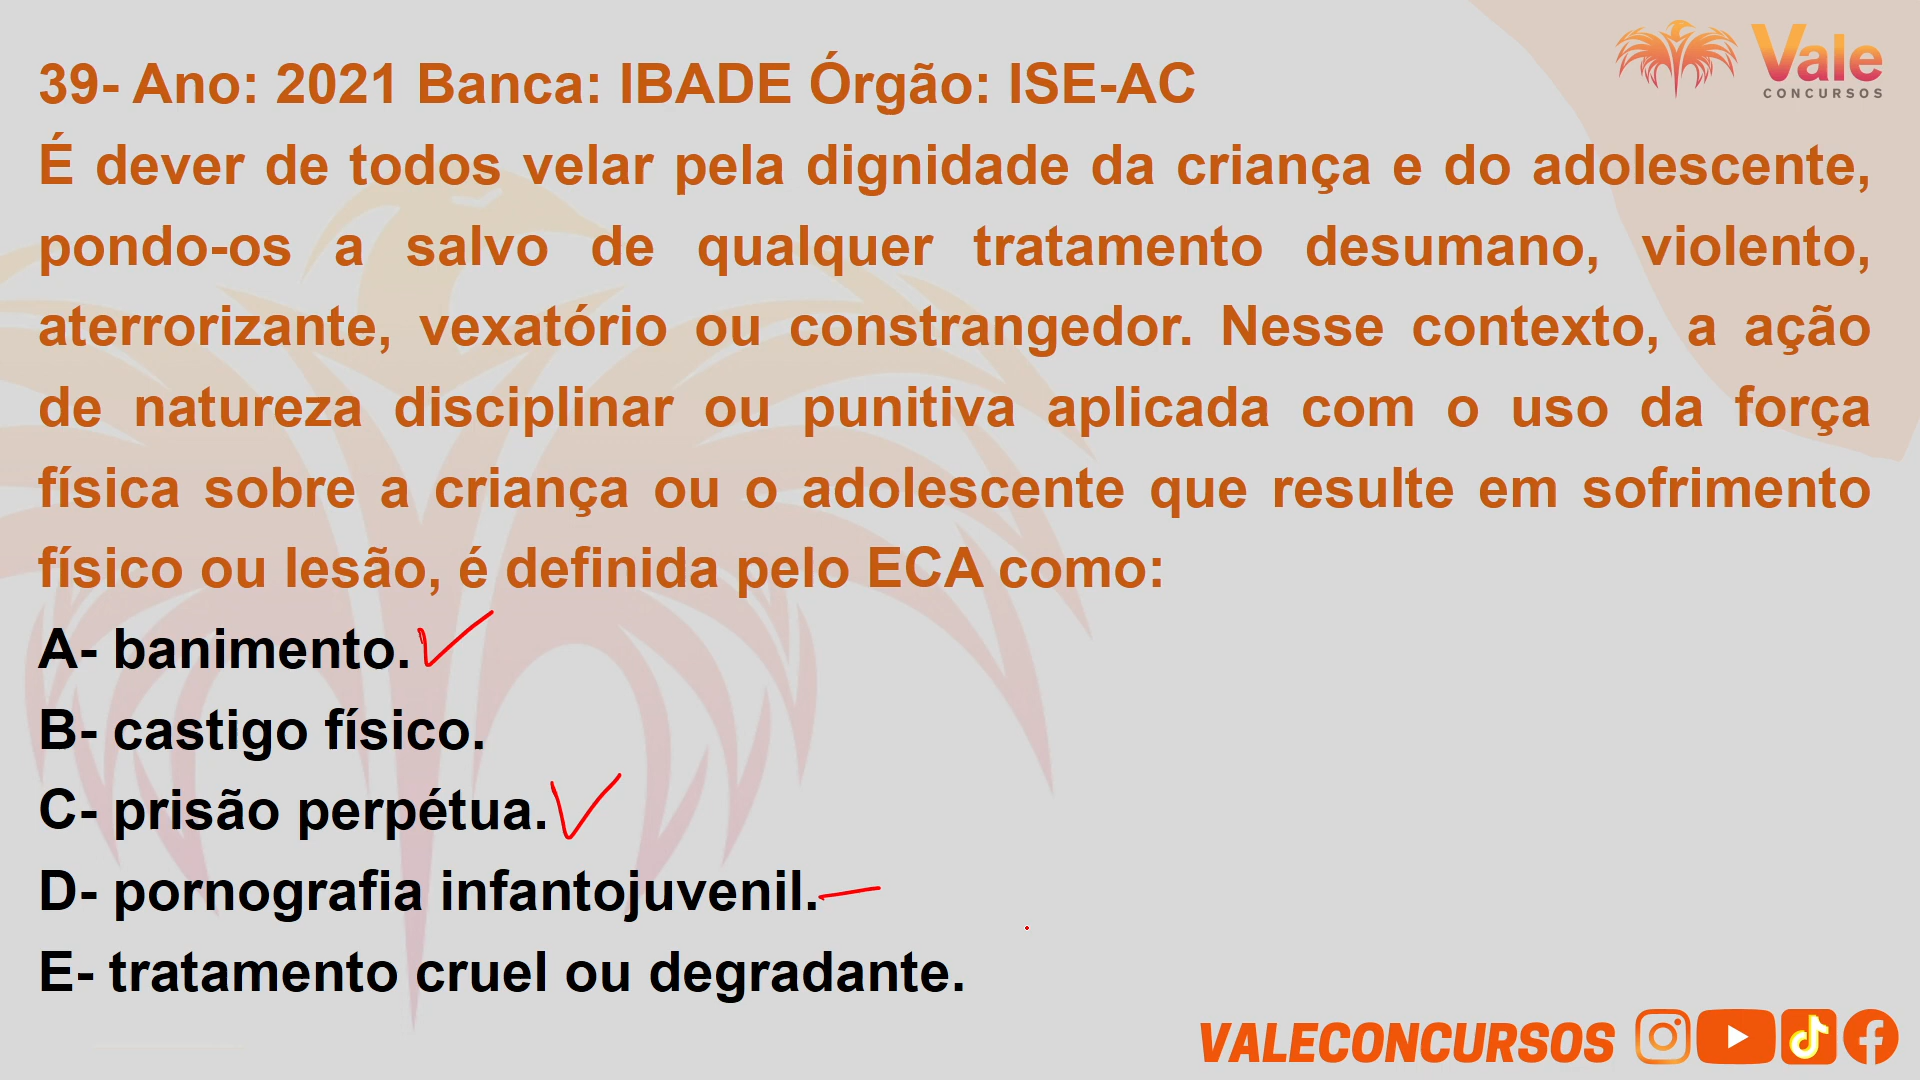 Vale
CONCURSOS
39- Ano: 2021 Banca: IBADE Órgão: ISE-AC
É dever de todos velar pela dignidade da criança e do adolescente,
pondo-os a salvo de qualquer tratamento desumano, violento,
aterrorizante, vexatório ou constrangedor. Nesse contexto, a ação
de natureza disciplinar ou punitiva aplicada com o uso da força
física sobre a criança ou o adolescente que resulte em sofrimento
físico ou lesão, é definida pelo ECA como:
A- banimento.
B- castigo físico.
C- prisão perpétua.
D- pornografia infantojuvenil.
E- tratamento cruel ou degradante.
VALECONCURSOS